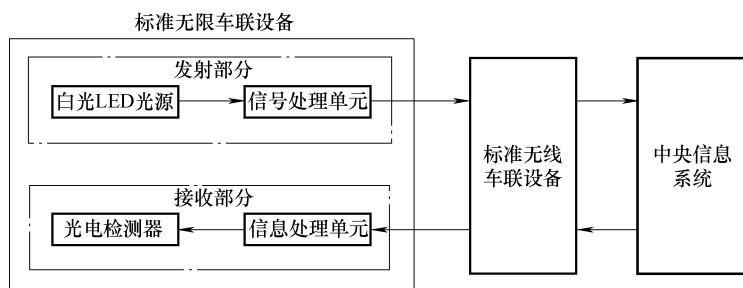 标准无限车联设备
发射部分
白光LED光源
信号处理单元
标准无线
车联设备
中央信息
系统
接收部分
光电检测器
信息处理单元